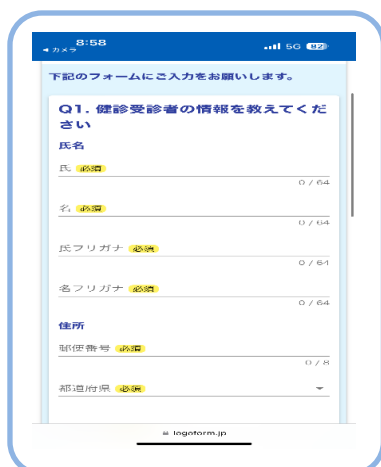 8:58
5G 82
◀ カメラ
下記のフォームにご入力をお願いします。
Q1. 健診受診者の情報を教えてくだ
さい
氏名
氏 必須
0 / 64
名 必須
0 / 64
氏フリガナ 必須
0 / 64
名フリガナ 必須
0 / 64
住所
郵便番号 必須
0 / 8
都道府県 必須
logoform.jp